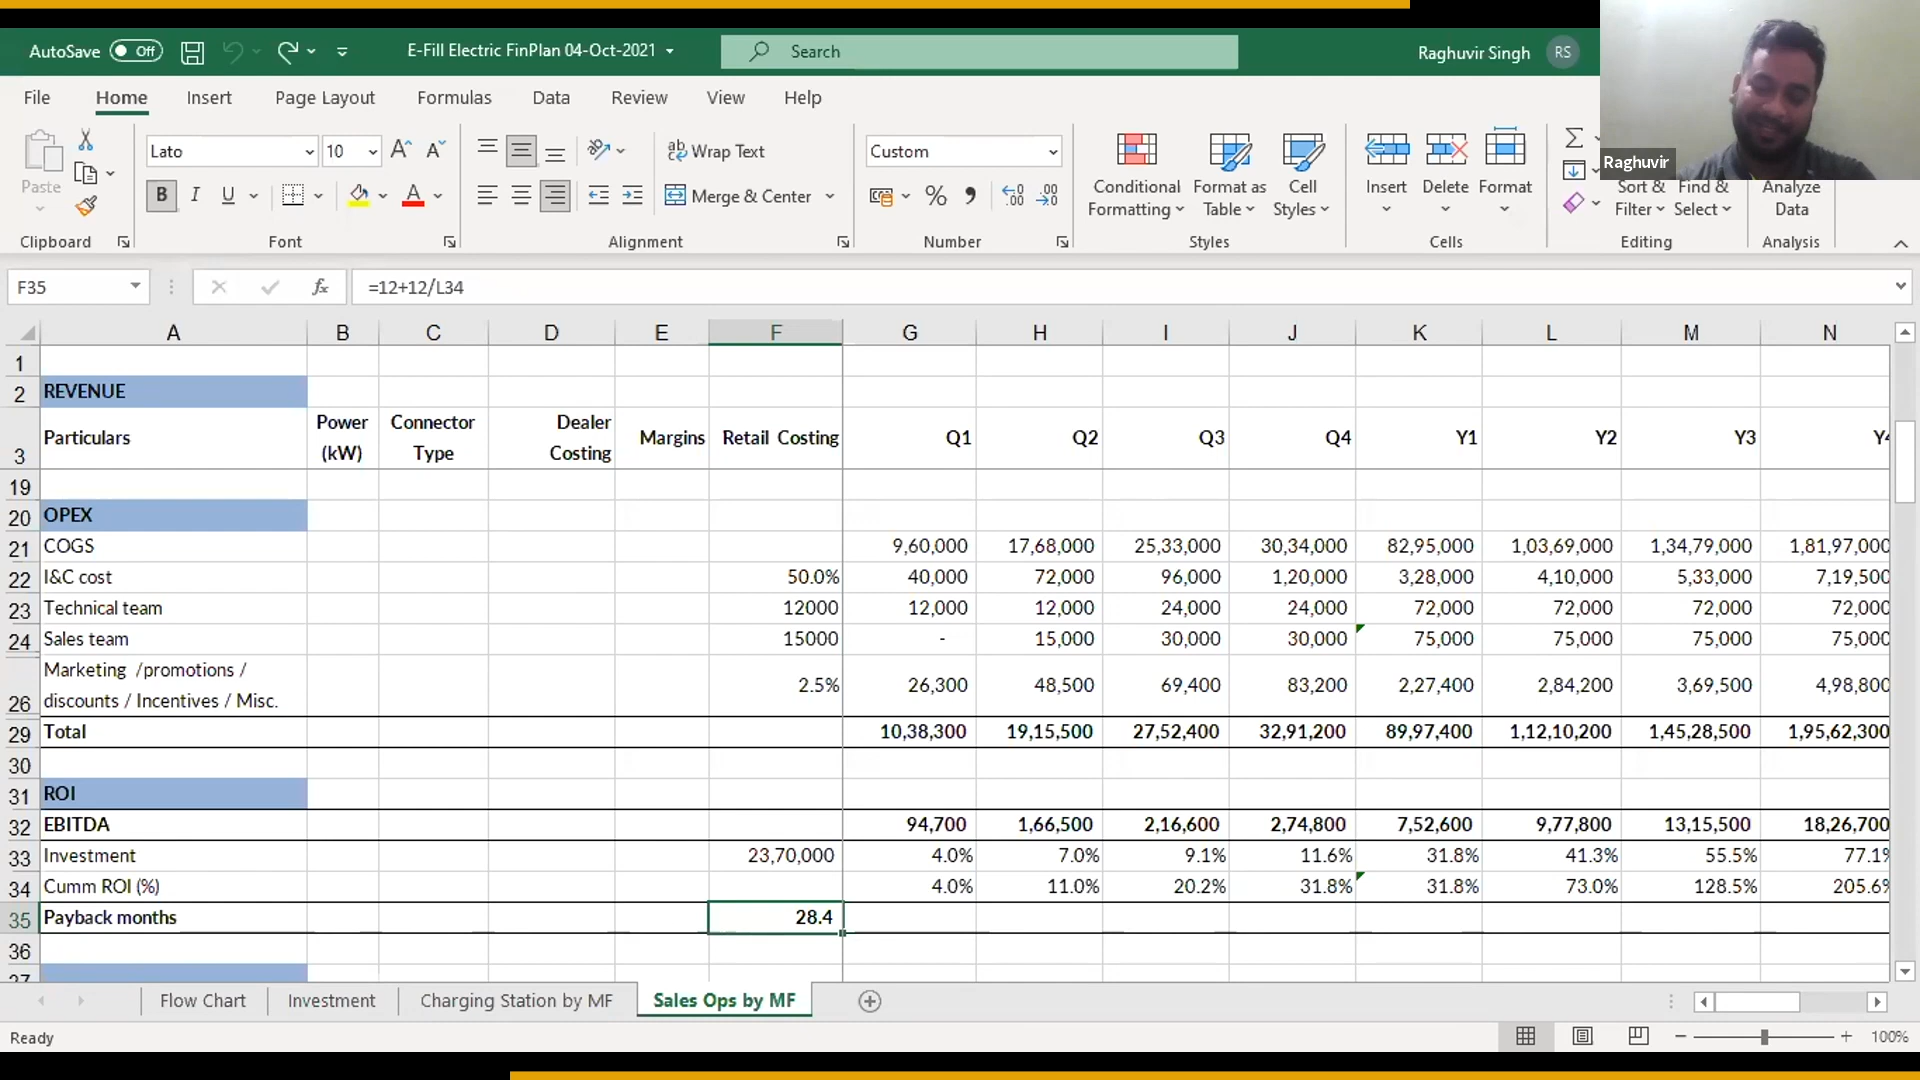 AutoSave Off E-Fill Electric FinPlan 04-Oct-2021 Search Raghuvir Singh RS
Raghuvir
File Home Insert Page Layout Formulas Data Review View Help
Paste Lato 10 Wrap Text Custom
Conditional Formatting Format as Table Cell Styles Insert Delete Format Sort & Filter Find & Select Analyze Data
B I U Merge & Center
Clipboard Font Alignment Number Styles Cells Editing Analysis
F35 fx =12+12/L34
A B C D E F G H I J K L M N
1
2 REVENUE
3 Particulars Power (kW) Connector Type Dealer Costing Margins Retail Costing Q1 Q2 Q3 Q4 Y1 Y2 Y3
19
20 OPEX
21 COGS 9,60,000 17,68,000 25,33,000 30,34,000 82,95,000 1,03,69,000 1,34,79,000 1,81,97,000
22 I&C cost 50.0% 40,000 72,000 96,000 1,20,000 3,28,000 4,10,000 5,33,000 7,19,500
23 Technical team 12000 12,000 12,000 24,000 24,000 72,000 72,000 72,000 72,000
24 Sales team 15000 - 15,000 30,000 30,000 75,000 75,000 75,000 75,000
26 Marketing /promotions / discounts / Incentives / Misc. 2.5% 26,300 48,500 69,400 83,200 2,27,400 2,84,200 3,69,500 4,98,800
29 Total 10,38,300 19,15,500 27,52,400 32,91,200 89,97,400 1,12,10,200 1,45,28,500 1,95,62,300
30
31 ROI
32 EBITDA 94,700 1,66,500 2,16,600 2,74,800 7,52,600 9,77,800 13,15,500 18,26,700
33 Investment 23,70,000 4.0% 7.0% 9.1% 11.6% 31.8% 41.3% 55.5% 77.1%
34 Cumm ROI (%) 4.0% 11.0% 20.2% 31.8% 31.8% 73.0% 128.5% 205.6%
35 Payback months 28.4
36
Flow Chart Investment Charging Station by MF Sales Ops by MF
Ready 100%